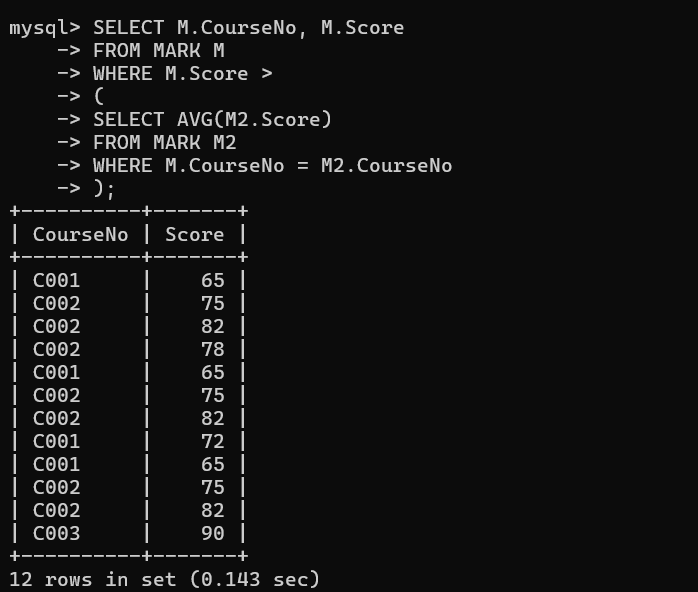 mysql> SELECT M.CourseNo, M.Score
    -> FROM MARK M
    -> WHERE M.Score >
    -> (
    -> SELECT AVG(M2.Score)
    -> FROM MARK M2
    -> WHERE M.CourseNo = M2.CourseNo
    -> );
+----------+-------+
| CourseNo | Score |
+----------+-------+
| C001     |    65 |
| C002     |    75 |
| C002     |    82 |
| C002     |    78 |
| C001     |    65 |
| C002     |    75 |
| C002     |    82 |
| C001     |    72 |
| C001     |    65 |
| C002     |    75 |
| C002     |    82 |
| C003     |    90 |
+----------+-------+
12 rows in set (0.143 sec)